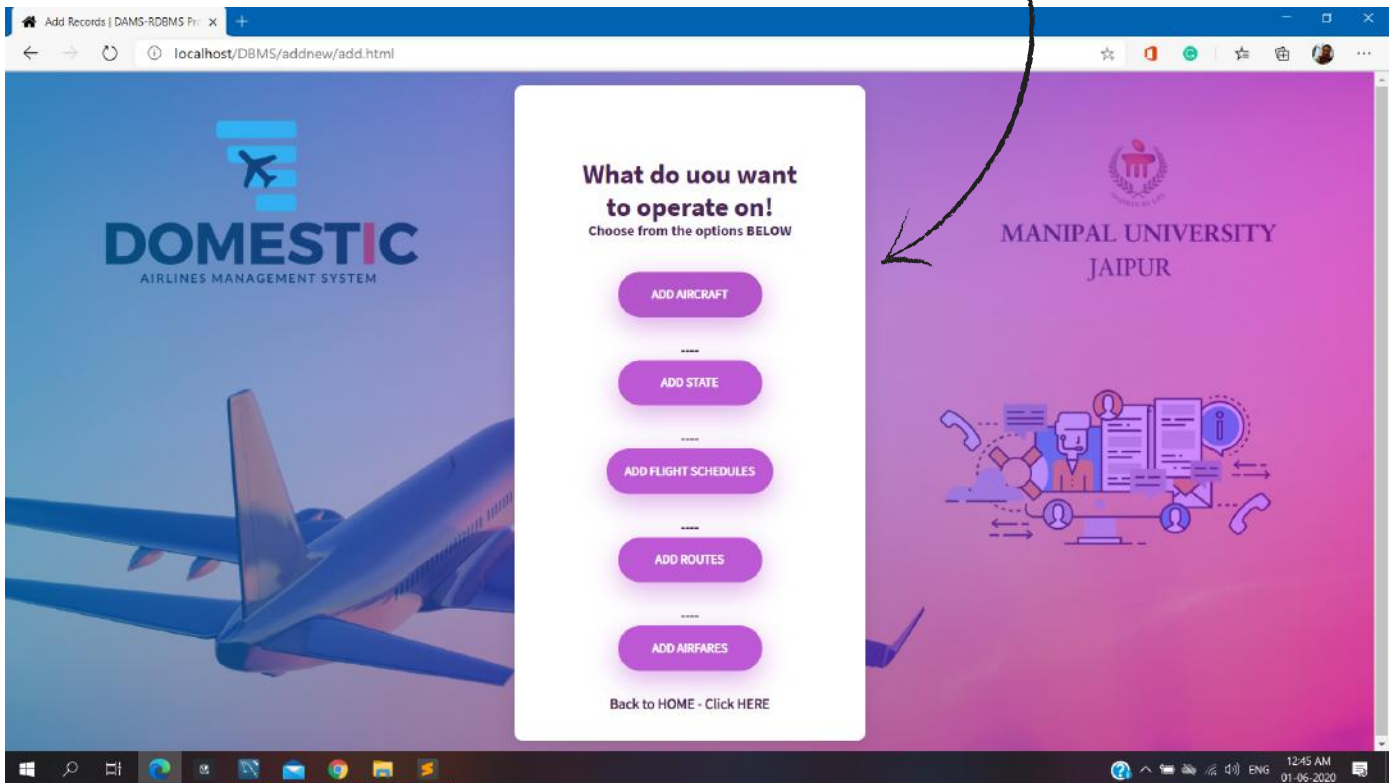 Add Records | DAMS-RDBMS Pr
localhost/DBMS/addnew/add.html
DOMESTIC
AIRLINES MANAGEMENT SYSTEM
What do uou want
to operate on!
Choose from the options BELOW
ADD AIRCRAFT
----
ADD STATE
----
ADD FLIGHT SCHEDULES
----
ADD ROUTES
----
ADD AIRFARES
Back to HOME - Click HERE
MANIPAL UNIVERSITY
JAIPUR
ENG
12:45 AM
01-06-2020